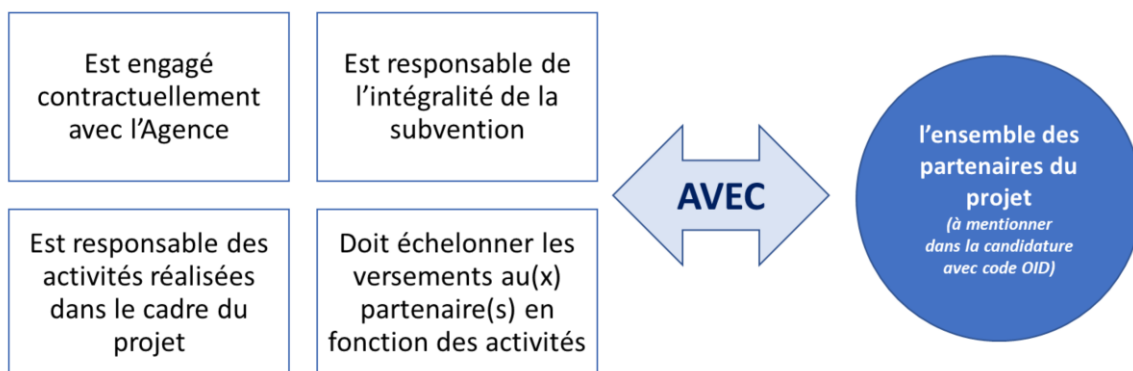 Est engagé
contractuellement
avec l’Agence
Est responsable de
l’intégralité de la
subvention
Est responsable des
activités réalisées
dans le cadre du
projet
Doit échelonner les
versements au(x)
partenaire(s) en
fonction des activités
AVEC
l’ensemble des
partenaires du
projet
(à mentionner
dans la candidature
avec code OID)